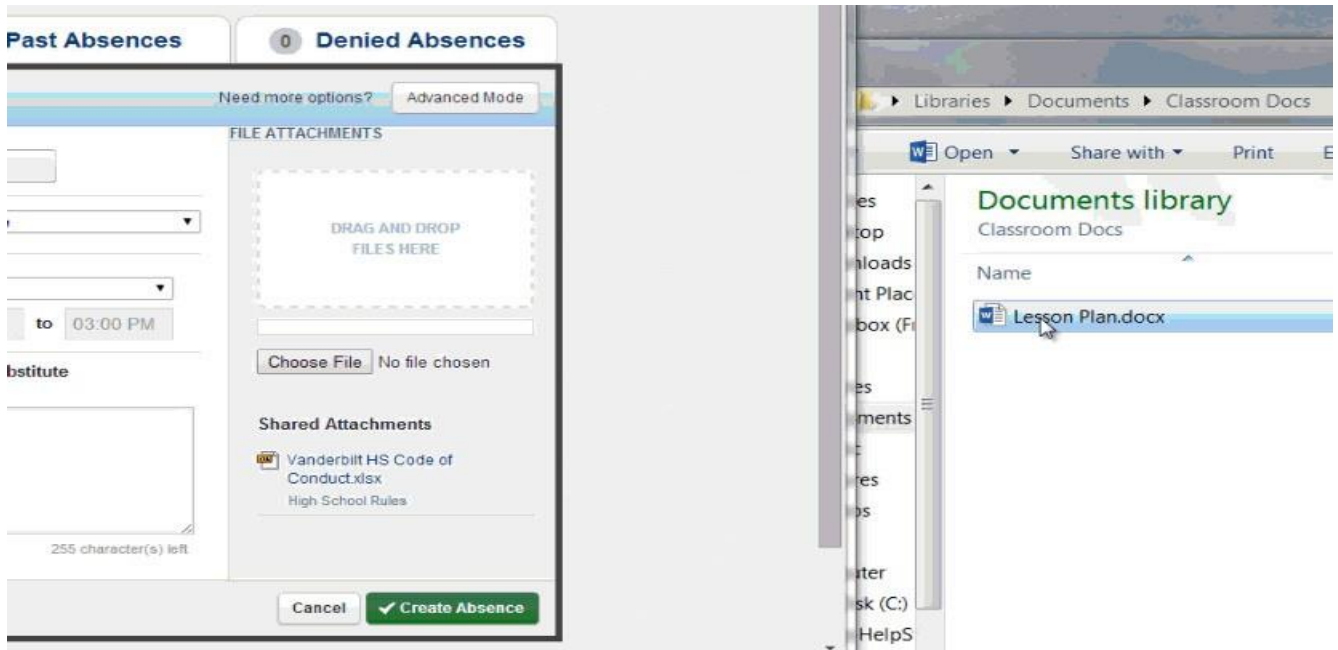 Past Absences
0 Denied Absences
Need more options? Advanced Mode
FILE ATTACHMENTS
DRAG AND DROP
FILES HERE
to 03:00 PM
Choose File No file chosen
bstitute
Shared Attachments
Vanderbilt HS Code of
Conduct.xlsx
High School Rules
255 character(s) left
Cancel Create Absence
Libraries Documents Classroom Docs
Open Share with Print E
Documents library
Classroom Docs
Name
Lesson Plan.docx
es
top
nloads
nt Plac
box (Fr
es
ments
res
os
uter
sk (C:)
HelpS